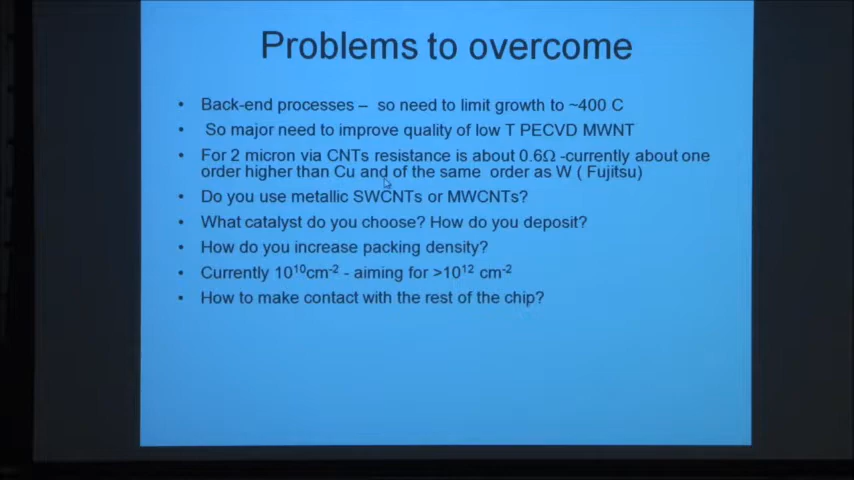 Problems to overcome
• Back-end processes – so need to limit growth to ~400 C
• So major need to improve quality of low T PECVD MWNT
• For 2 micron via CNTs resistance is about 0.6Ω -currently about one
order higher than Cu and of the same order as W ( Fujitsu)
• Do you use metallic SWCNTs or MWCNTs?
• What catalyst do you choose? How do you deposit?
• How do you increase packing density?
• Currently 10¹⁰cm⁻² - aiming for >10¹² cm⁻²
• How to make contact with the rest of the chip?